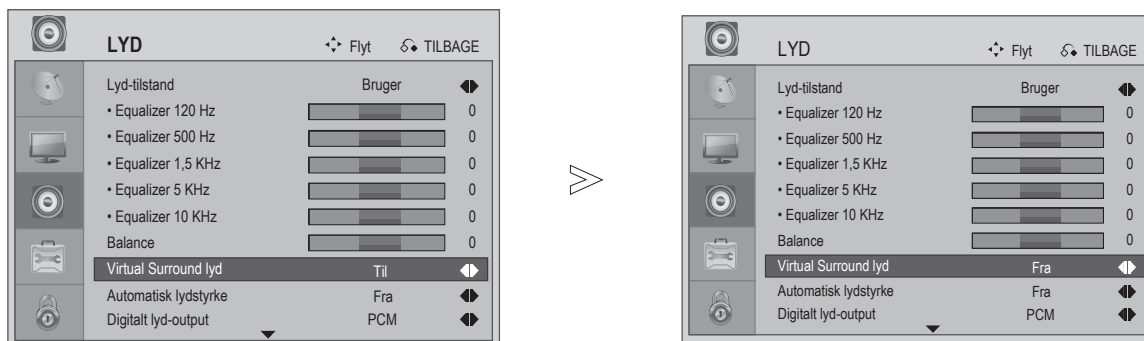 LYD Flyt TILBAGE
Lyd-tilstand Bruger
• Equalizer 120 Hz 0
• Equalizer 500 Hz 0
• Equalizer 1,5 KHz 0
• Equalizer 5 KHz 0
• Equalizer 10 KHz 0
Balance 0
Virtual Surround lyd Til
Automatisk lydstyrke Fra
Digitalt lyd-output PCM
LYD Flyt TILBAGE
Lyd-tilstand Bruger
• Equalizer 120 Hz 0
• Equalizer 500 Hz 0
• Equalizer 1,5 KHz 0
• Equalizer 5 KHz 0
• Equalizer 10 KHz 0
Balance 0
Virtual Surround lyd Fra
Automatisk lydstyrke Fra
Digitalt lyd-output PCM